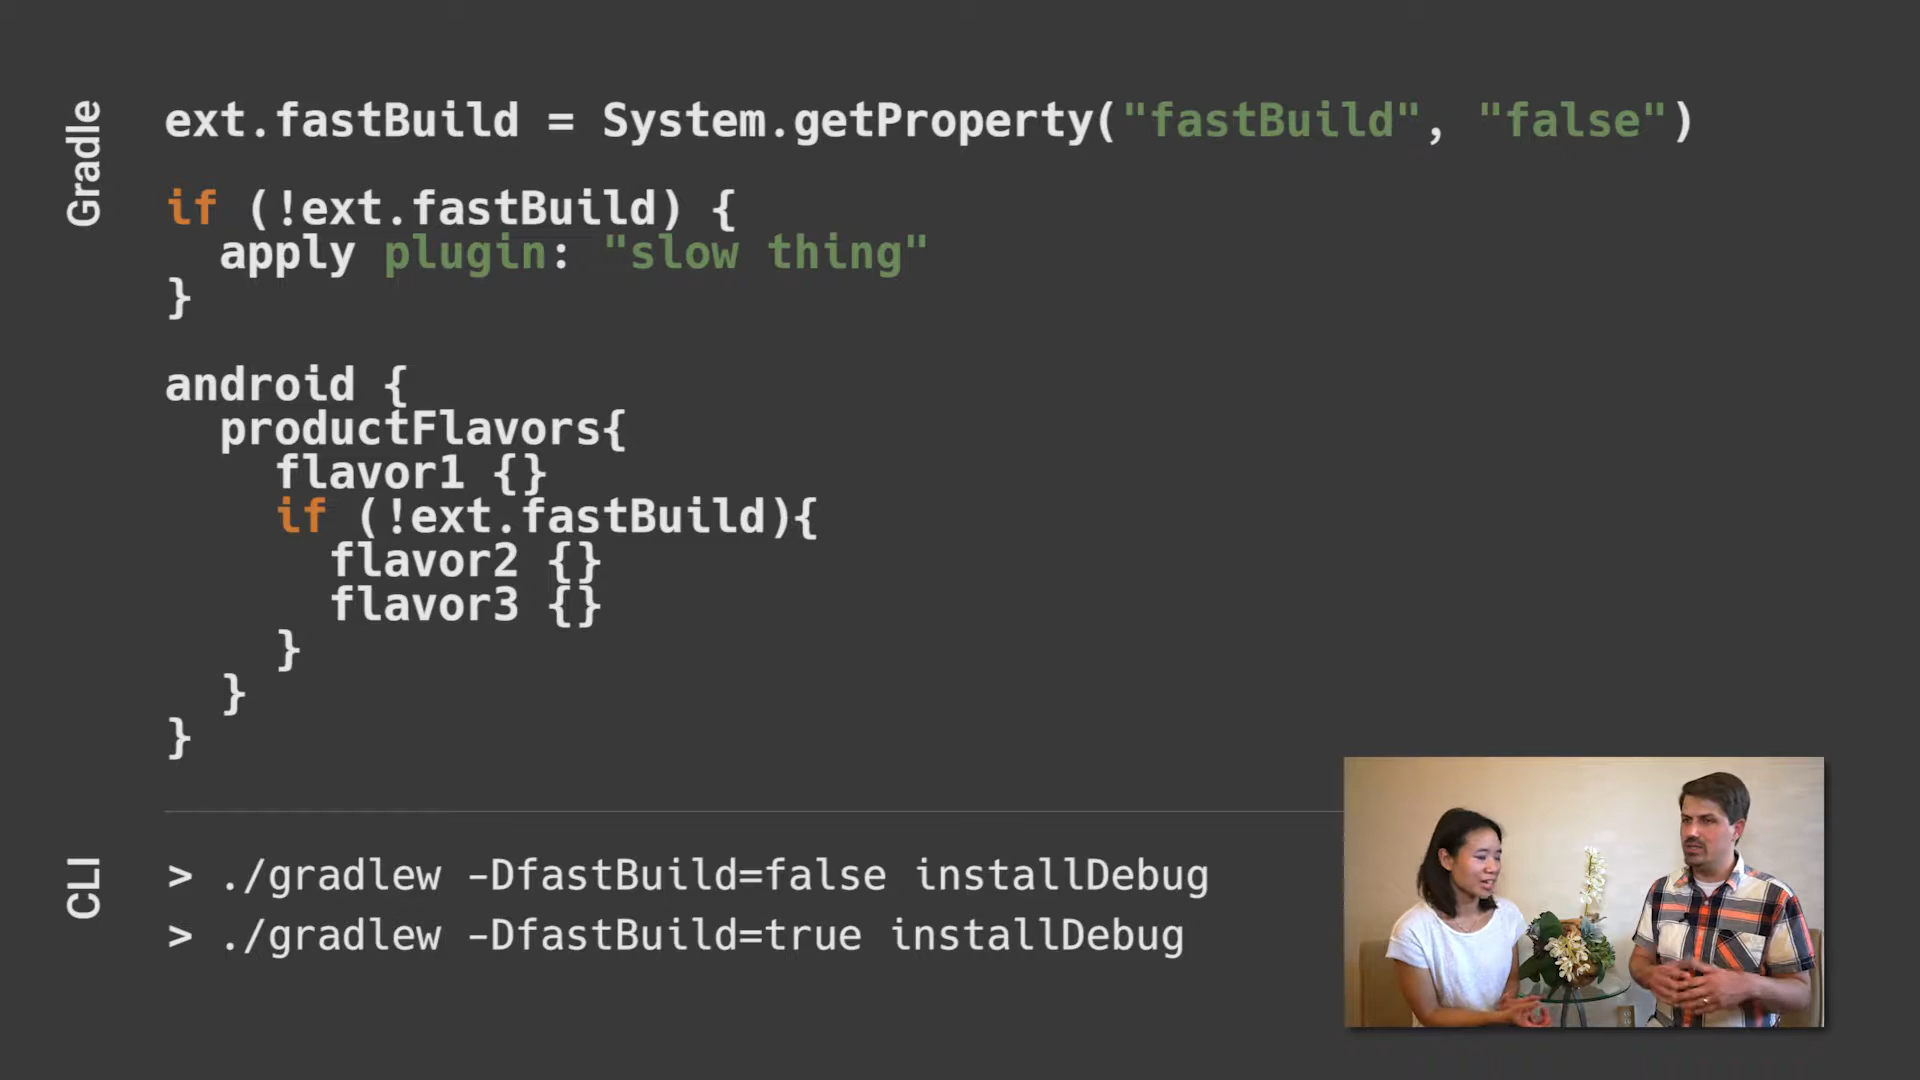 Gradle
ext.fastBuild = System.getProperty("fastBuild", "false")
if (!ext.fastBuild) {
apply plugin: "slow thing"
}
android {
productFlavors{
flavor1 {}
if (!ext.fastBuild){
flavor2 {}
flavor3 {}
}
}
}
CLI
> ./gradlew -DfastBuild=false installDebug
> ./gradlew -DfastBuild=true installDebug